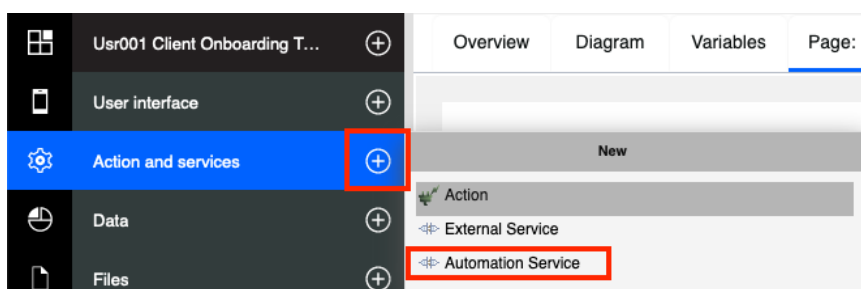 Usr001 Client Onboarding T...
Overview Diagram Variables Page:
User interface
Action and services
New
Action
Data
External Service
Automation Service
Files